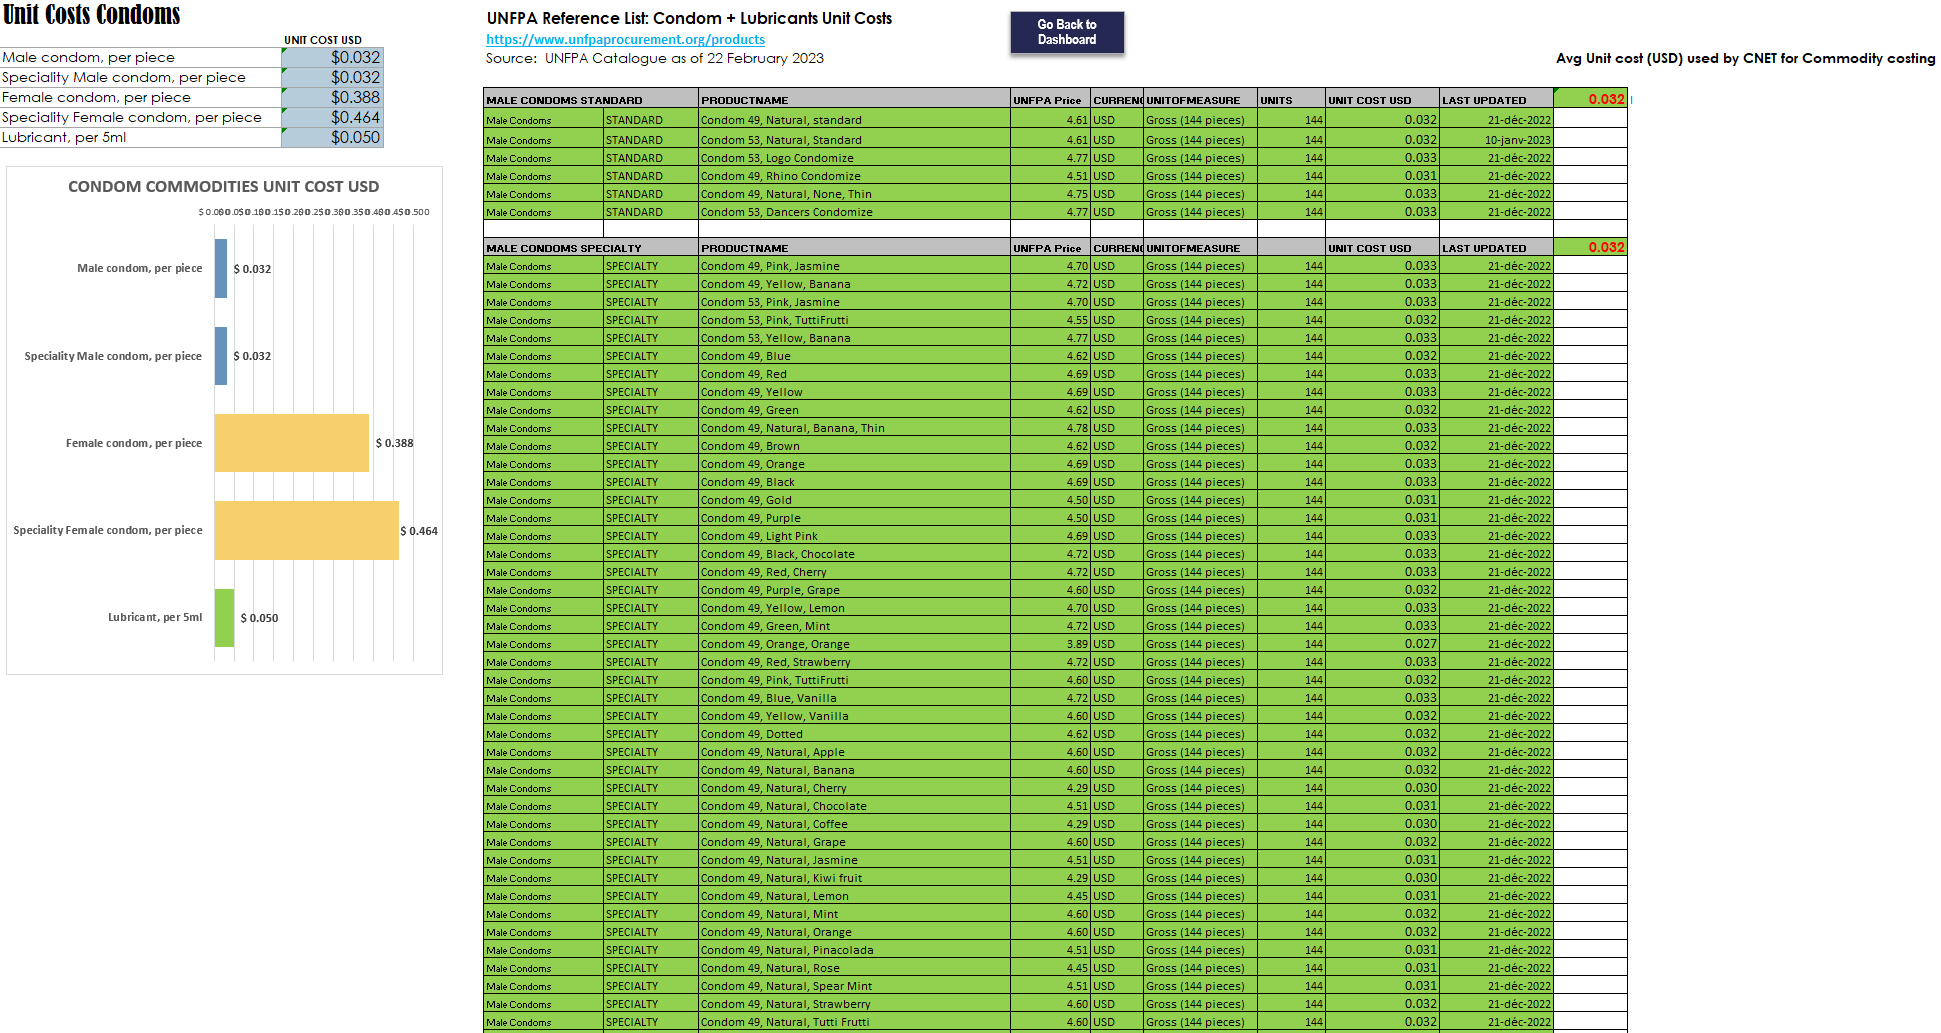 Unit Costs Condoms
UNIT COST USD
Male condom, per piece $0.032
Speciality Male condom, per piece $0.032
Female condom, per piece $0.388
Speciality Female condom, per piece $0.464
Lubricant, per 5ml $0.050
CONDOM COMMODITIES UNIT COST USD
$ 0.000 0.050 0.100 0.150 0.200 0.250 0.300 0.350 0.400 0.450 0.500
Male condom, per piece $ 0.032
Speciality Male condom, per piece $ 0.032
Female condom, per piece $ 0.388
Speciality Female condom, per piece $ 0.464
Lubricant, per 5ml $ 0.050
UNFPA Reference List: Condom + Lubricants Unit Costs
https://www.unfpaprocurement.org/products
Source: UNFPA Catalogue as of 22 February 2023
Go Back to
Dashboard
Avg Unit cost (USD) used by CNET for Commodity costing
MALE CONDOMS STANDARD PRODUCTNAME UNFPA Price CURREN UNITOFMEASURE UNITS UNIT COST USD LAST UPDATED 0.032
Male Condoms STANDARD Condom 49, Natural, standard 4.61 USD Gross (144 pieces) 144 0.032 21-déc-2022
Male Condoms STANDARD Condom 53, Natural, Standard 4.61 USD Gross (144 pieces) 144 0.032 10-janv-2023
Male Condoms STANDARD Condom 53, Logo Condomize 4.77 USD Gross (144 pieces) 144 0.033 21-déc-2022
Male Condoms STANDARD Condom 49, Rhino Condomize 4.51 USD Gross (144 pieces) 144 0.031 21-déc-2022
Male Condoms STANDARD Condom 49, Natural, None, Thin 4.75 USD Gross (144 pieces) 144 0.033 21-déc-2022
Male Condoms STANDARD Condom 53, Dancers Condomize 4.77 USD Gross (144 pieces) 144 0.033 21-déc-2022
MALE CONDOMS SPECIALTY PRODUCTNAME UNFPA Price CURREN UNITOFMEASURE UNIT COST USD LAST UPDATED 0.032
Male Condoms SPECIALTY Condom 49, Pink, Jasmine 4.70 USD Gross (144 pieces) 144 0.033 21-déc-2022
Male Condoms SPECIALTY Condom 49, Yellow, Banana 4.72 USD Gross (144 pieces) 144 0.033 21-déc-2022
Male Condoms SPECIALTY Condom 53, Pink, Jasmine 4.70 USD Gross (144 pieces) 144 0.033 21-déc-2022
Male Condoms SPECIALTY Condom 53, Pink, TuttiFrutti 4.55 USD Gross (144 pieces) 144 0.032 21-déc-2022
Male Condoms SPECIALTY Condom 53, Yellow, Banana 4.77 USD Gross (144 pieces) 144 0.033 21-déc-2022
Male Condoms SPECIALTY Condom 49, Blue 4.62 USD Gross (144 pieces) 144 0.032 21-déc-2022
Male Condoms SPECIALTY Condom 49, Red 4.69 USD Gross (144 pieces) 144 0.033 21-déc-2022
Male Condoms SPECIALTY Condom 49, Yellow 4.69 USD Gross (144 pieces) 144 0.033 21-déc-2022
Male Condoms SPECIALTY Condom 49, Green 4.62 USD Gross (144 pieces) 144 0.032 21-déc-2022
Male Condoms SPECIALTY Condom 49, Natural, Banana, Thin 4.78 USD Gross (144 pieces) 144 0.033 21-déc-2022
Male Condoms SPECIALTY Condom 49, Brown 4.62 USD Gross (144 pieces) 144 0.032 21-déc-2022
Male Condoms SPECIALTY Condom 49, Orange 4.69 USD Gross (144 pieces) 144 0.033 21-déc-2022
Male Condoms SPECIALTY Condom 49, Black 4.69 USD Gross (144 pieces) 144 0.033 21-déc-2022
Male Condoms SPECIALTY Condom 49, Gold 4.50 USD Gross (144 pieces) 144 0.031 21-déc-2022
Male Condoms SPECIALTY Condom 49, Purple 4.50 USD Gross (144 pieces) 144 0.031 21-déc-2022
Male Condoms SPECIALTY Condom 49, Light Pink 4.69 USD Gross (144 pieces) 144 0.033 21-déc-2022
Male Condoms SPECIALTY Condom 49, Black, Chocolate 4.72 USD Gross (144 pieces) 144 0.033 21-déc-2022
Male Condoms SPECIALTY Condom 49, Red, Cherry 4.72 USD Gross (144 pieces) 144 0.033 21-déc-2022
Male Condoms SPECIALTY Condom 49, Purple, Grape 4.60 USD Gross (144 pieces) 144 0.032 21-déc-2022
Male Condoms SPECIALTY Condom 49, Yellow, Lemon 4.70 USD Gross (144 pieces) 144 0.033 21-déc-2022
Male Condoms SPECIALTY Condom 49, Green, Mint 4.72 USD Gross (144 pieces) 144 0.033 21-déc-2022
Male Condoms SPECIALTY Condom 49, Orange, Orange 3.89 USD Gross (144 pieces) 144 0.027 21-déc-2022
Male Condoms SPECIALTY Condom 49, Red, Strawberry 4.72 USD Gross (144 pieces) 144 0.033 21-déc-2022
Male Condoms SPECIALTY Condom 49, Pink, TuttiFrutti 4.60 USD Gross (144 pieces) 144 0.032 21-déc-2022
Male Condoms SPECIALTY Condom 49, Blue, Vanilla 4.72 USD Gross (144 pieces) 144 0.033 21-déc-2022
Male Condoms SPECIALTY Condom 49, Yellow, Vanilla 4.60 USD Gross (144 pieces) 144 0.032 21-déc-2022
Male Condoms SPECIALTY Condom 49, Dotted 4.62 USD Gross (144 pieces) 144 0.032 21-déc-2022
Male Condoms SPECIALTY Condom 49, Natural, Apple 4.60 USD Gross (144 pieces) 144 0.032 21-déc-2022
Male Condoms SPECIALTY Condom 49, Natural, Banana 4.60 USD Gross (144 pieces) 144 0.032 21-déc-2022
Male Condoms SPECIALTY Condom 49, Natural, Cherry 4.29 USD Gross (144 pieces) 144 0.030 21-déc-2022
Male Condoms SPECIALTY Condom 49, Natural, Chocolate 4.51 USD Gross (144 pieces) 144 0.031 21-déc-2022
Male Condoms SPECIALTY Condom 49, Natural, Coffee 4.29 USD Gross (144 pieces) 144 0.030 21-déc-2022
Male Condoms SPECIALTY Condom 49, Natural, Grape 4.60 USD Gross (144 pieces) 144 0.032 21-déc-2022
Male Condoms SPECIALTY Condom 49, Natural, Jasmine 4.51 USD Gross (144 pieces) 144 0.031 21-déc-2022
Male Condoms SPECIALTY Condom 49, Natural, Kiwi fruit 4.29 USD Gross (144 pieces) 144 0.030 21-déc-2022
Male Condoms SPECIALTY Condom 49, Natural, Lemon 4.45 USD Gross (144 pieces) 144 0.031 21-déc-2022
Male Condoms SPECIALTY Condom 49, Natural, Mint 4.60 USD Gross (144 pieces) 144 0.032 21-déc-2022
Male Condoms SPECIALTY Condom 49, Natural, Orange 4.60 USD Gross (144 pieces) 144 0.032 21-déc-2022
Male Condoms SPECIALTY Condom 49, Natural, Pinacolada 4.51 USD Gross (144 pieces) 144 0.031 21-déc-2022
Male Condoms SPECIALTY Condom 49, Natural, Rose 4.45 USD Gross (144 pieces) 144 0.031 21-déc-2022
Male Condoms SPECIALTY Condom 49, Natural, Spear Mint 4.51 USD Gross (144 pieces) 144 0.031 21-déc-2022
Male Condoms SPECIALTY Condom 49, Natural, Strawberry 4.60 USD Gross (144 pieces) 144 0.032 21-déc-2022
Male Condoms SPECIALTY Condom 49, Natural, Tutti Frutti 4.60 USD Gross (144 pieces) 144 0.032 21-déc-2022